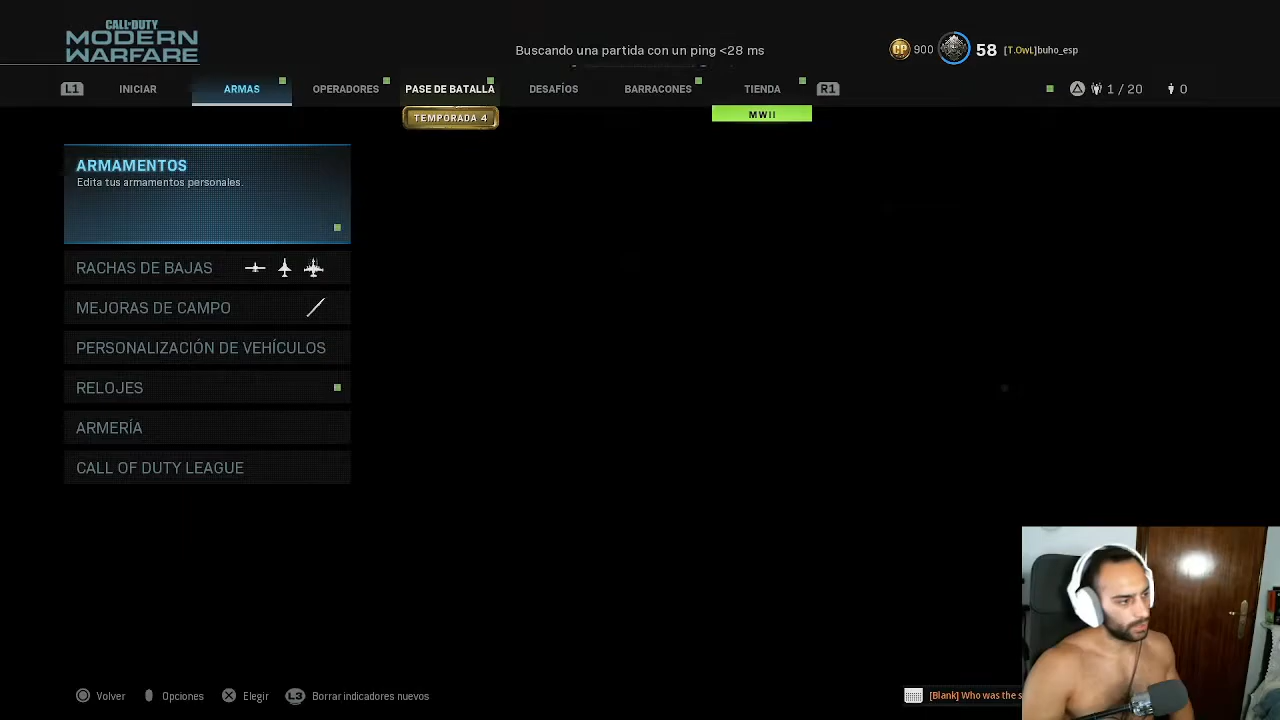 CALL OF DUTY
MODERN
WARFARE
Buscando una partida con un ping <28 ms
CP 900 58 [T.OwL]buho_esp
L1 INICIAR ARMAS OPERADORES PASE DE BATALLA DESAFÍOS BARRACONES TIENDA R1 1 / 20 0
TEMPORADA 4 MWII
ARMAMENTOS
Edita tus armamentos personales.
RACHAS DE BAJAS
MEJORAS DE CAMPO
PERSONALIZACIÓN DE VEHÍCULOS
RELOJES
ARMERÍA
CALL OF DUTY LEAGUE
Volver Opciones Elegir L3 Borrar indicadores nuevos
[Blank] Who was the s